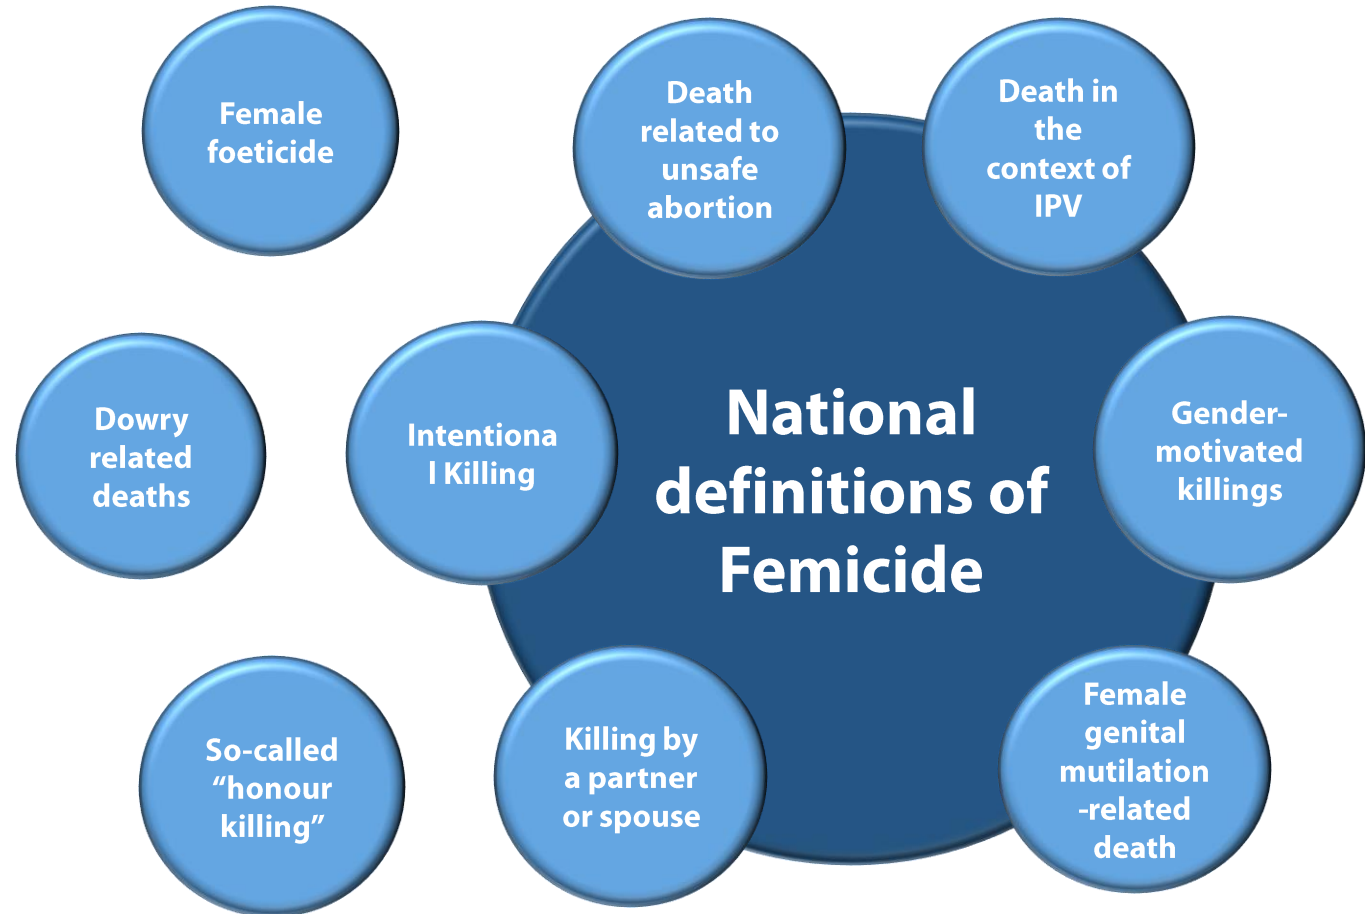 Female
foeticide
Death
related to
unsafe
abortion
Death in
the
context of
IPV
Dowry
related
deaths
Intentiona
l Killing
National
definitions of
Femicide
Gender-
motivated
killings
So-called
“honour
killing”
Killing by
a partner
or spouse
Female
genital
mutilation
-related
death